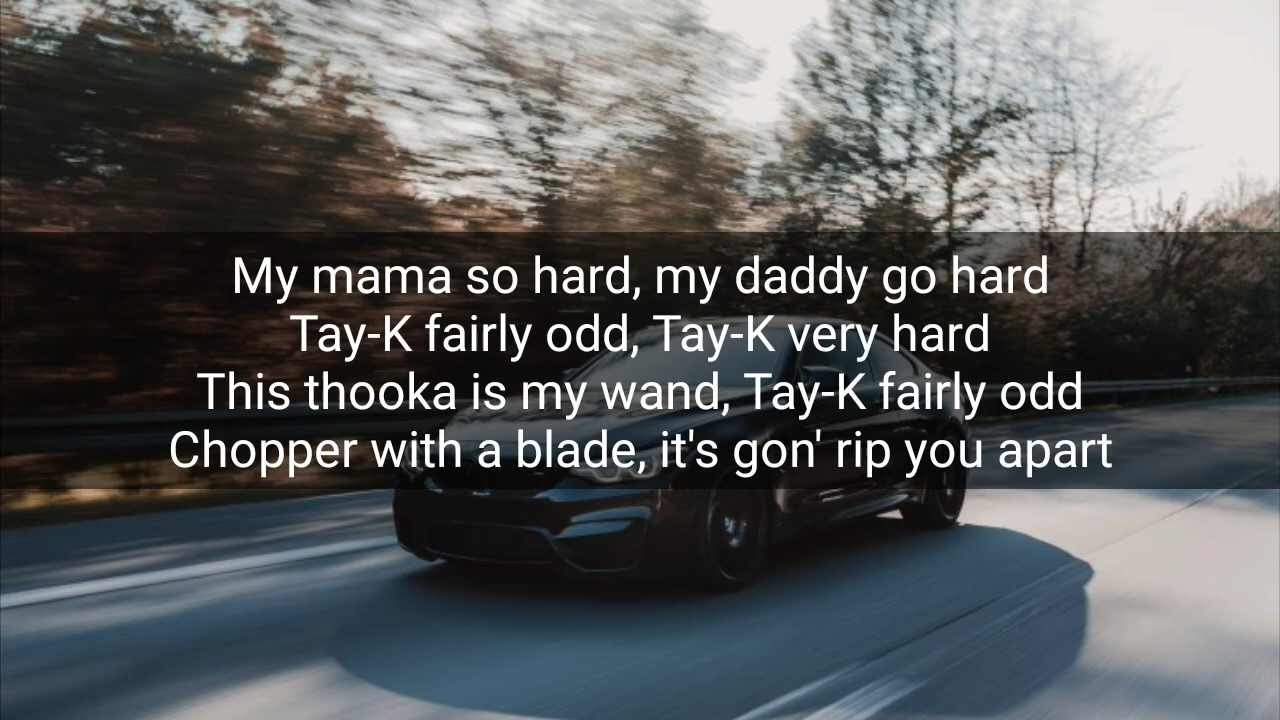 My mama so hard, my daddy go hard
Tay-K fairly odd, Tay-K very hard
This thooka is my wand, Tay-K fairly odd
Chopper with a blade, it's gon' rip you apart